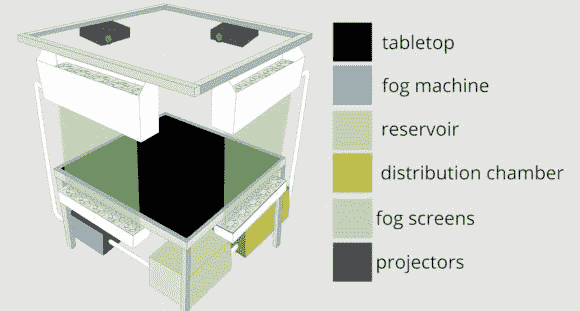 tabletop
fog machine
reservoir
distribution chamber
fog screens
projectors